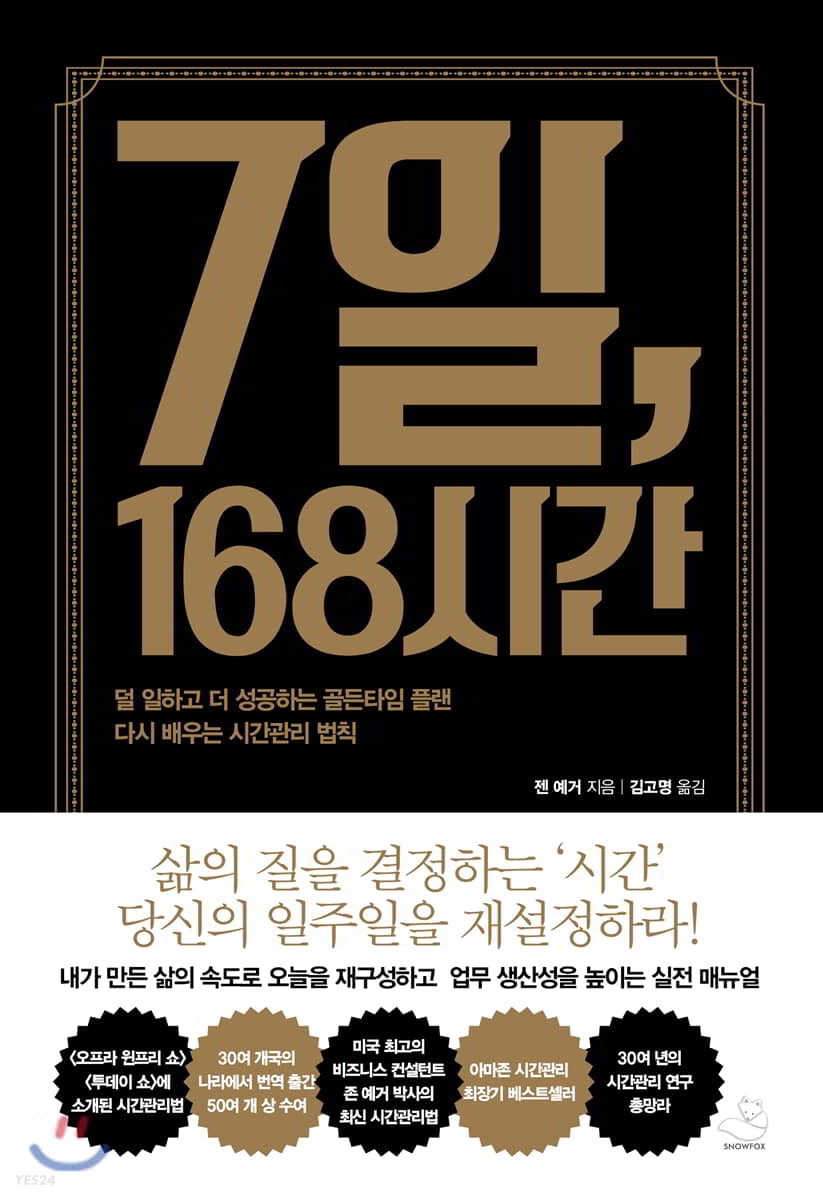 7일,
168시간
덜 일하고 더 성공하는 골든타임 플랜
다시 배우는 시간관리 법칙
젠 예거 지음 | 김고명 옮김
삶의 질을 결정하는 ‘시간’
당신의 일주일을 재설정하라!
내가 만든 삶의 속도로 오늘을 재구성하고 업무 생산성을 높이는 실전 매뉴얼
〈오프라 윈프리 쇼〉
〈투데이 쇼〉에
소개된 시간관리법
30여 개국의
나라에서 번역 출간
50여 개 상 수여
미국 최고의
비즈니스 컨설턴트
존 예거 박사의
최신 시간관리법
아마존 시간관리
최장기 베스트셀러
30여 년의
시간관리 연구
총망라
SNOWFOX
YES24